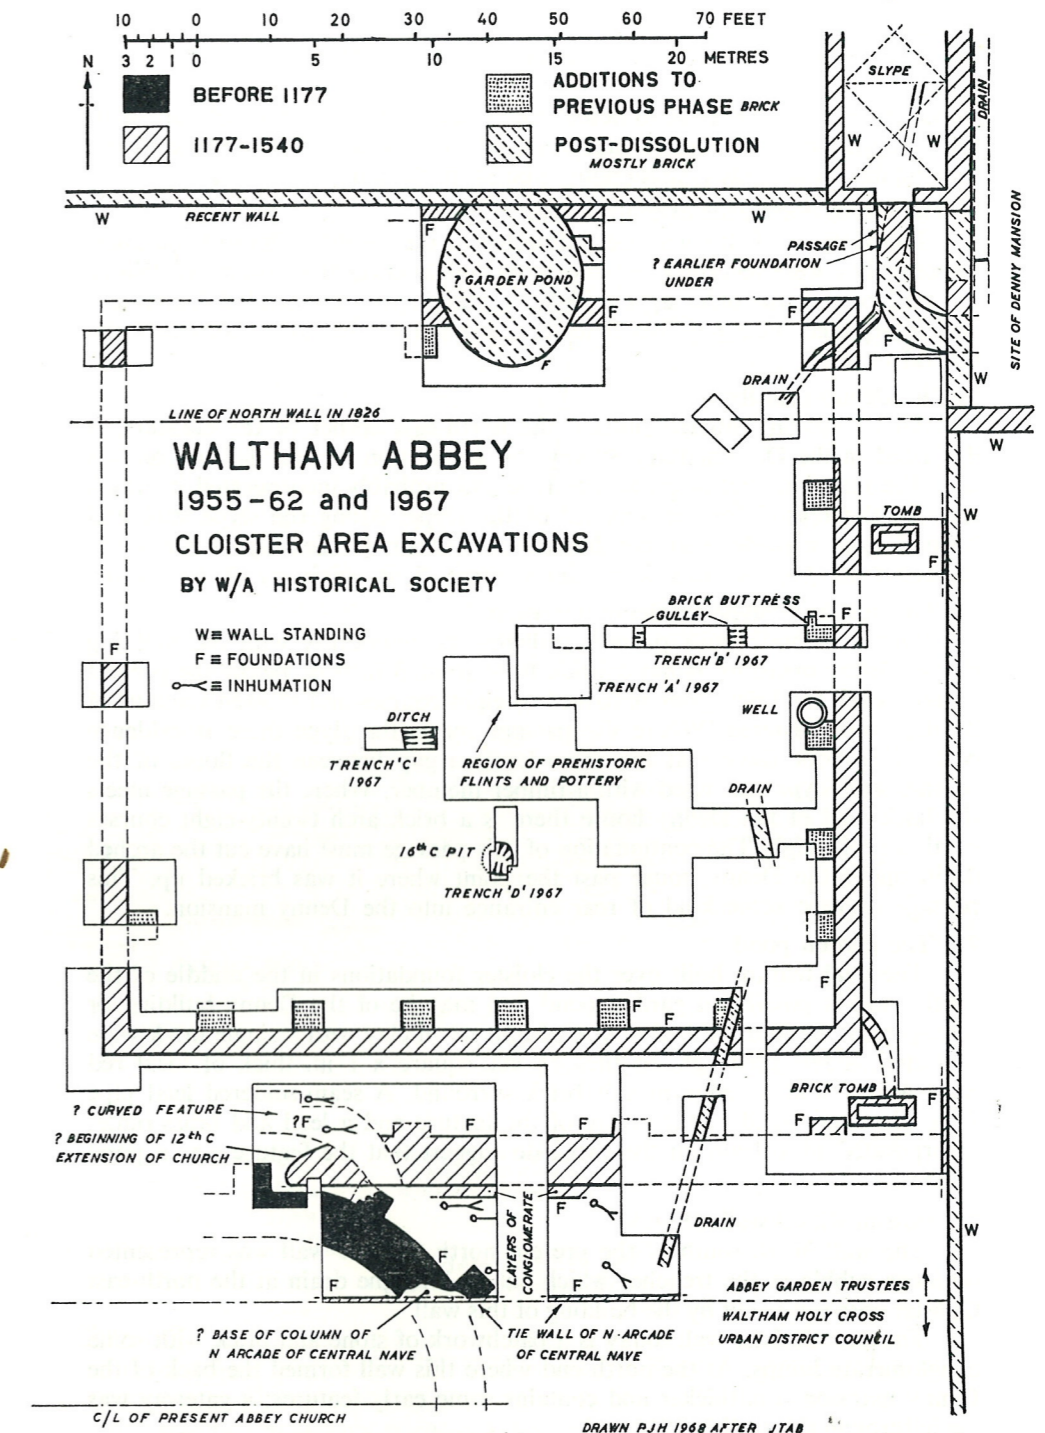 10 0 10 20 30 40 50 60 70 FEET
3 2 1 0 5 10 15 20 METRES
N
BEFORE 1177
1177-1540
ADDITIONS TO
PREVIOUS PHASE BRICK
POST-DISSOLUTION
MOSTLY BRICK
SLYPE
DRAIN
W W
SITE OF DENNY MANSION
W
RECENT WALL
W
F
PASSAGE
? EARLIER FOUNDATION
UNDER
? GARDEN POND
F
F
F
F
DRAIN
W
LINE OF NORTH WALL IN 1826
W
WALTHAM ABBEY
1955-62 and 1967
CLOISTER AREA EXCAVATIONS
BY W/A HISTORICAL SOCIETY
TOMB
W
F
W≡WALL STANDING
F≡FOUNDATIONS
≡INHUMATION
BRICK BUTTRESS
GULLEY
F
TRENCH 'B' 1967
TRENCH 'A' 1967
F
DITCH
TRENCH 'C'
1967
WELL
REGION OF PREHISTORIC
FLINTS AND POTTERY
DRAIN
16th C PIT
TRENCH 'D' 1967
F
F
F
? CURVED FEATURE
?F
F
F
BRICK TOMB
F
F
? BEGINNING OF 12th C
EXTENSION OF CHURCH
LAYERS OF
CONGLOMERATE
F
DRAIN
W
F
F
F
ABBEY GARDEN TRUSTEES
WALTHAM HOLY CROSS
URBAN DISTRICT COUNCIL
? BASE OF COLUMN OF
N ARCADE OF CENTRAL NAVE
TIE WALL OF N·ARCADE
OF CENTRAL NAVE
C/L OF PRESENT ABBEY CHURCH
DRAWN PJH 1968 AFTER JTAB